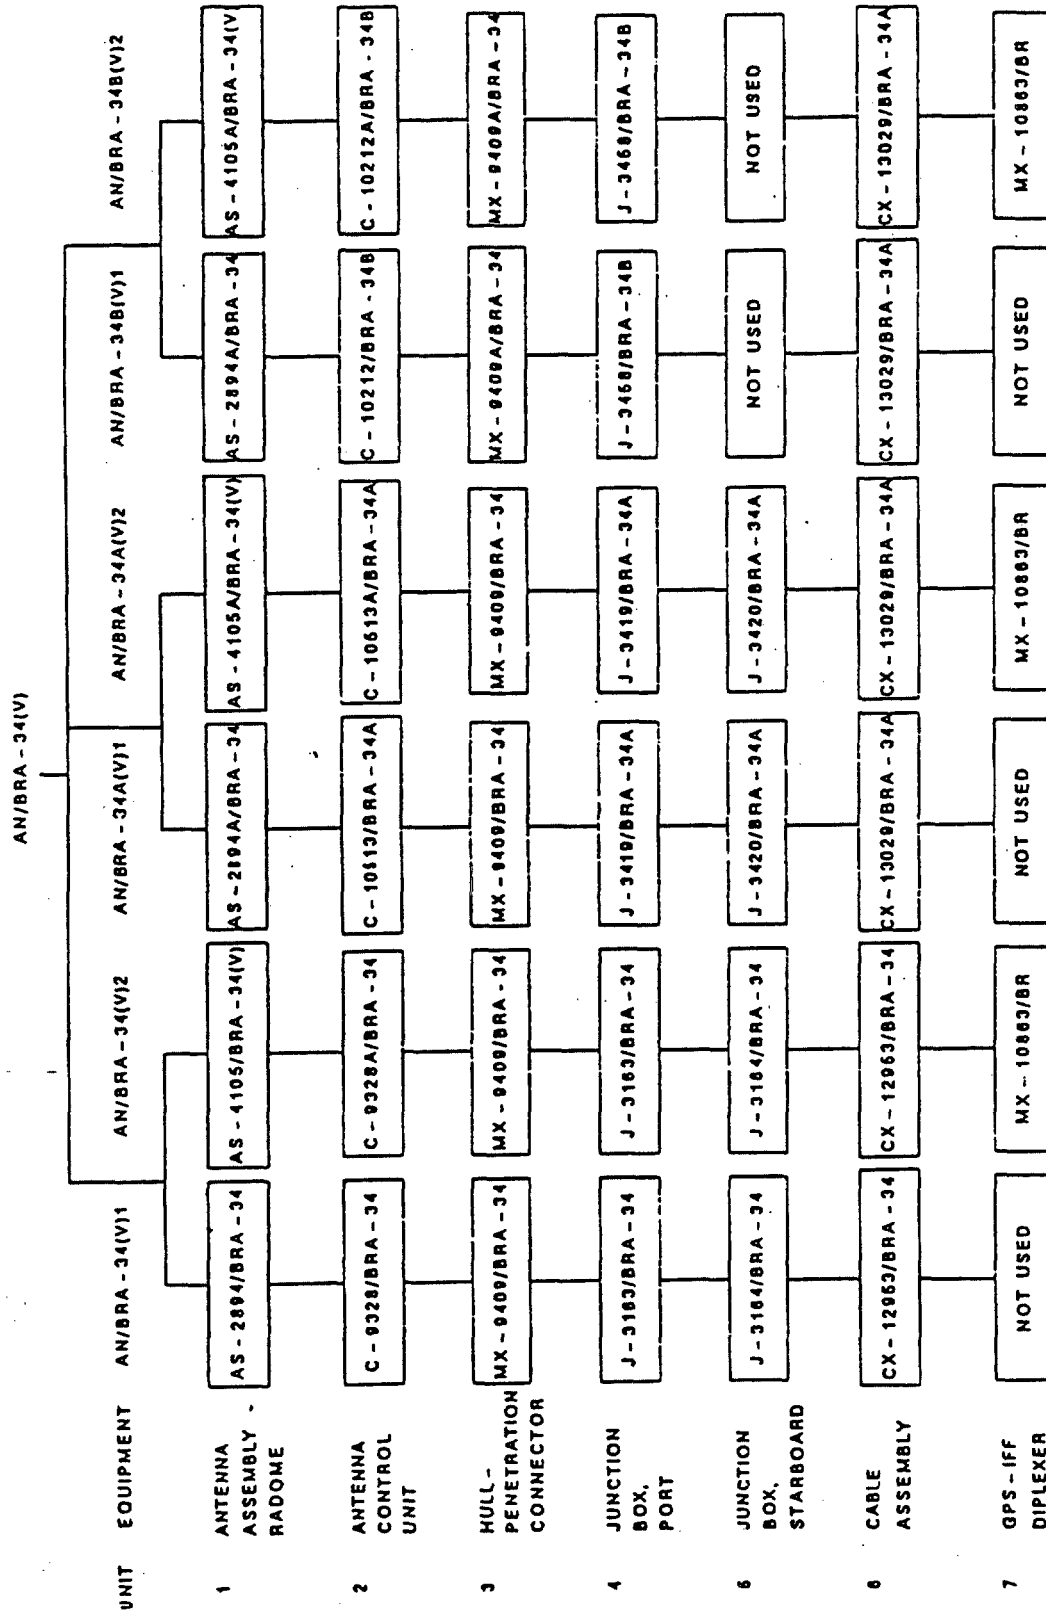 AN/BRA-34(V)
UNIT EQUIPMENT AN/BRA-34(V)1 AN/BRA-34(V)2 AN/BRA-34A(V)1 AN/BRA-34A(V)2 AN/BRA-34B(V)1 AN/BRA-34B(V)2
1 ANTENNA ASSEMBLY - RADOME AS-2894/BRA-34 AS-4105/BRA-34(V) AS-2894A/BRA-34 AS-4105A/BRA-34(V) AS-2894A/BRA-34 AS-4105A/BRA-34(V)
2 ANTENNA CONTROL UNIT C-9328/BRA-34 C-9328A/BRA-34 C-10613/BRA-34A C-10613A/BRA-34A C-10212/BRA-34B C-10212A/BRA-34B
3 HULL-PENETRATION CONNECTOR MX-9409/BRA-34 MX-9409/BRA-34 MX-9409/BRA-34 MX-9409/BRA-34 MX-9409A/BRA-34 MX-9409A/BRA-34
4 JUNCTION BOX, PORT J-3163/BRA-34 J-3163/BRA-34 J-3419/BRA-34A J-3419/BRA-34A J-3468/BRA-34B J-3468/BRA-34B
5 JUNCTION BOX, STARBOARD J-3164/BRA-34 J-3164/BRA-34 J-3420/BRA-34A J-3420/BRA-34A NOT USED NOT USED
6 CABLE ASSEMBLY CX-12963/BRA-34 CX-12963/BRA-34 CX-13029/BRA-34A CX-13029/BRA-34A CX-13029/BRA-34A CX-13029/BRA-34A
7 GPS-IFF DIPLEXER NOT USED MX-10863/BR NOT USED MX-10863/BR NOT USED MX-10863/BR